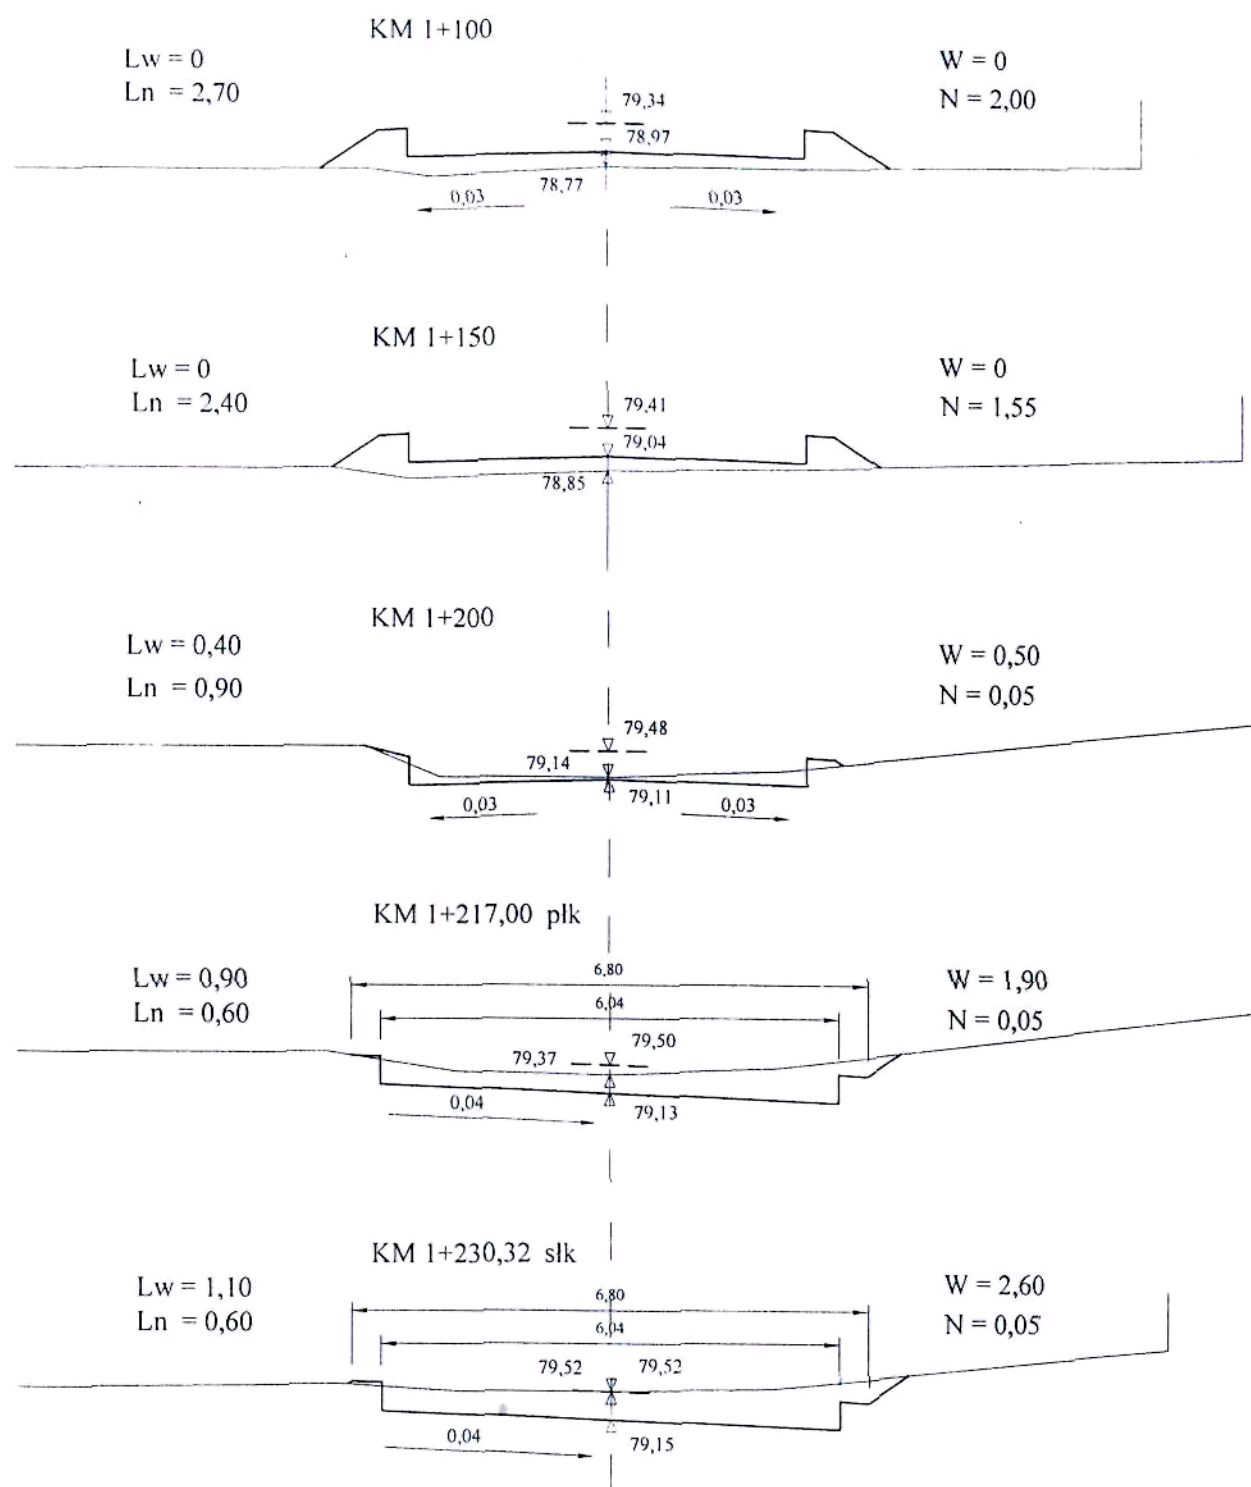 KM 1+100
Lw = 0
Ln = 2,70
W = 0
N = 2,00
79,34
78,97
78,77
0,03
0,03
KM 1+150
Lw = 0
Ln = 2,40
W = 0
N = 1,55
79,41
79,04
78,85
KM 1+200
Lw = 0,40
Ln = 0,90
W = 0,50
N = 0,05
79,48
79,14
79,11
0,03
0,03
KM 1+217,00 płk
Lw = 0,90
Ln = 0,60
W = 1,90
N = 0,05
6,80
6,04
79,50
79,37
0,04
79,13
KM 1+230,32 słk
Lw = 1,10
Ln = 0,60
W = 2,60
N = 0,05
6,80
6,04
79,52 79,52
0,04
79,15